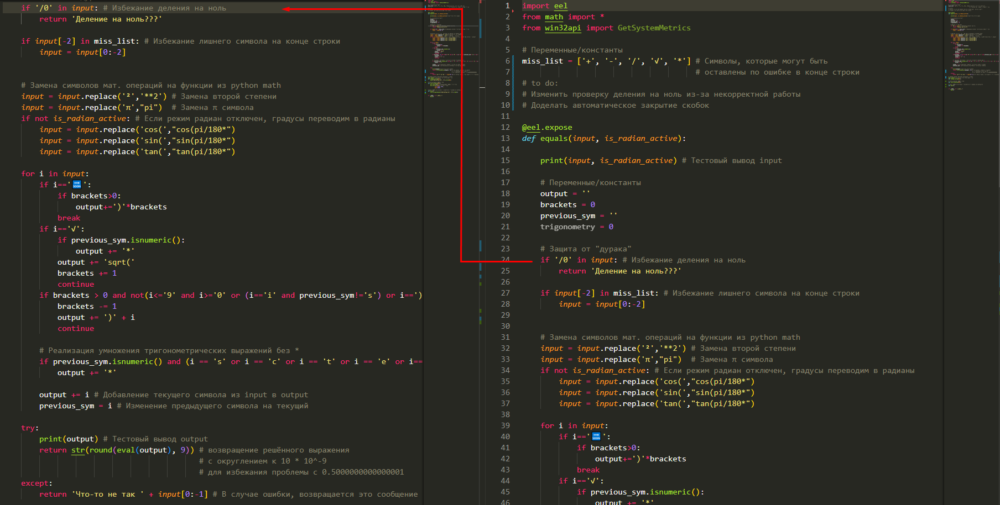 if '/0' in input: # Избежание деления на ноль
return 'Деление на ноль???'
if input[-2] in miss_list: # Избежание лишнего символа на конце строки
input = input[0:-2]
# Замена символов мат. операций на функции из python math
input = input.replace('²','**2') # Замена второй степени
input = input.replace('π',"pi")  # Замена π символа
if not is_radian_active: # Если режим радиан отключен, градусы переводим в радианы
input = input.replace('cos(',"cos(pi/180*")
input = input.replace('sin(',"sin(pi/180*")
input = input.replace('tan(',"tan(pi/180*")
for i in input:
if i=='🔜':
if brackets>0:
output+=')'*brackets
break
if i=='√':
if previous_sym.isnumeric():
output += '*'
output += 'sqrt('
brackets += 1
continue
if brackets > 0 and not(i<='9' and i>='0' or (i=='i' and previous_sym!='s') or i==')
brackets -= 1
output += ')' + i
continue
# Реализация умножения тригонометрических выражений без *
if previous_sym.isnumeric() and (i == 's' or i == 'c' or i == 't' or i == 'e' or i==
output += '*'
output += i # Добавление текущего символа из input в output
previous_sym = i # Изменение предыдущего символа на текущий
try:
print(output) # Тестовый вывод output
return str(round(eval(output), 9)) # возвращение решённого выражения
# с округлением к 10 * 10^-9
# для избежания проблемы с 0.5000000000000001
except:
return 'Что-то не так ' + input[0:-1] # В случае ошибки, возвращается это сообщение
1 import eel
2 from math import *
3 from win32api import GetSystemMetrics
4
5 # Переменные/константы
6 miss_list = ['+', '-', '/', '√', '*'] # Символы, которые могут быть
7 # оставлены по ошибке в конце строки
8 # to do:
9 # Изменить проверку деления на ноль из-за некорректной работы
10 # Доделать автоматическое закрытие скобок
11
12 @eel.expose
13 def equals(input, is_radian_active):
14
15 print(input, is_radian_active) # Тестовый вывод input
16
17 # Переменные/константы
18 output = ''
19 brackets = 0
20 previous_sym = ''
21 trigonometry = 0
22
23 # Защита от "дурака"
24 if '/0' in input: # Избежание деления на ноль
25 return 'Деление на ноль???'
26
27 if input[-2] in miss_list: # Избежание лишнего символа на конце строки
28 input = input[0:-2]
29
30
31 # Замена символов мат. операций на функции из python math
32 input = input.replace('²','**2') # Замена второй степени
33 input = input.replace('π',"pi")  # Замена π символа
34 if not is_radian_active: # Если режим радиан отключен, градусы переводим в радианы
35 input = input.replace('cos(',"cos(pi/180*")
36 input = input.replace('sin(',"sin(pi/180*")
37 input = input.replace('tan(',"tan(pi/180*")
38
39 for i in input:
40 if i=='🔜':
41 if brackets>0:
42 output+=')'*brackets
43 break
44 if i=='√':
45 if previous_sym.isnumeric():
46 output += '*'